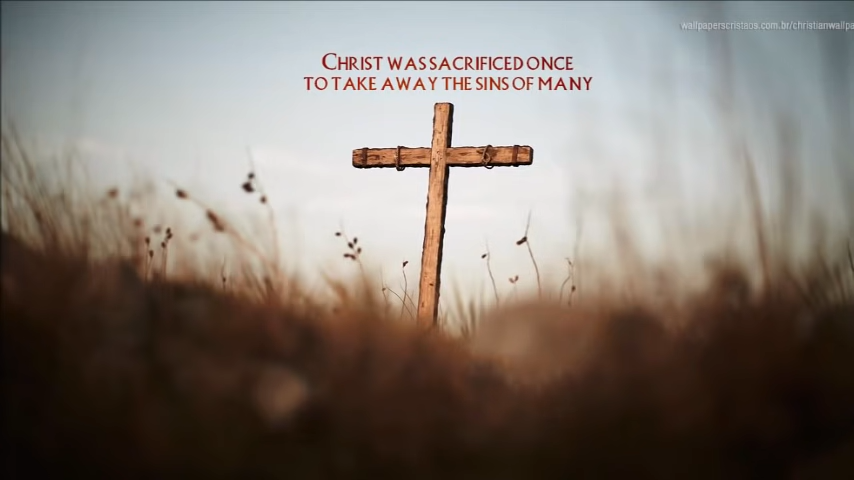 wallpaperscristaos.com.br/christianwallpa
CHRIST WAS SACRIFICED ONCE
TO TAKE AWAY THE SINS OF MANY